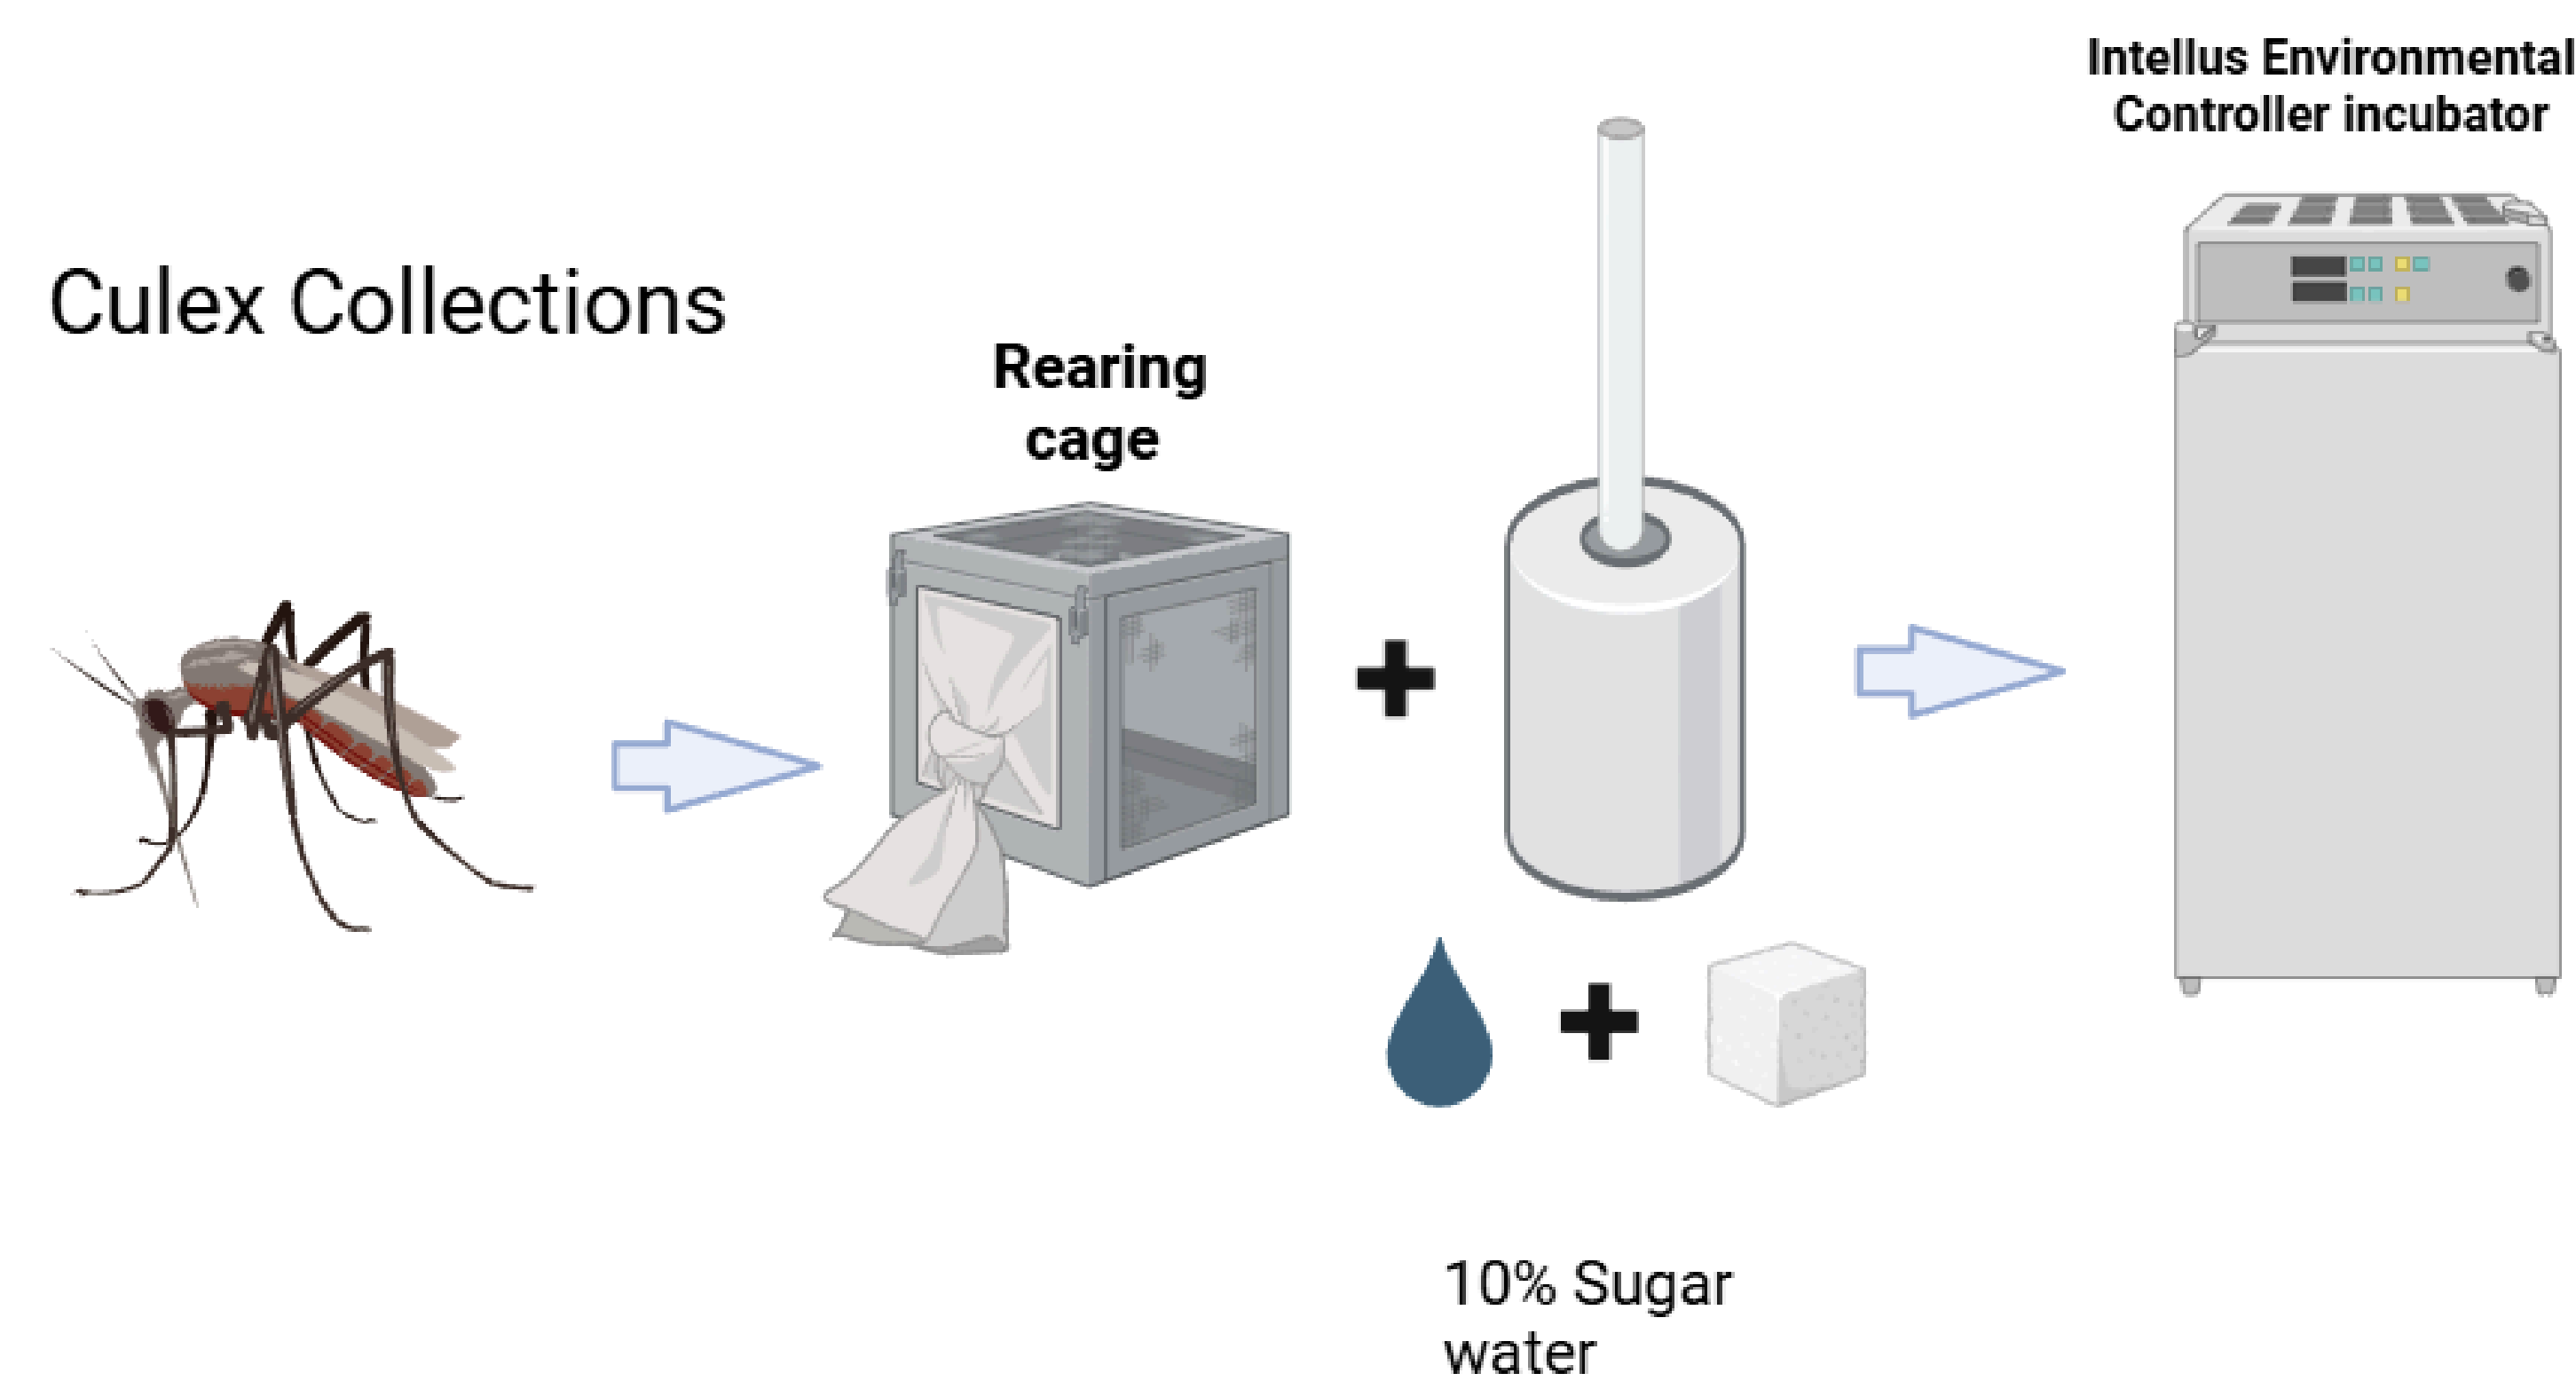 Culex Collections
Rearing
cage
Intellus Environmental
Controller incubator
10% Sugar
water